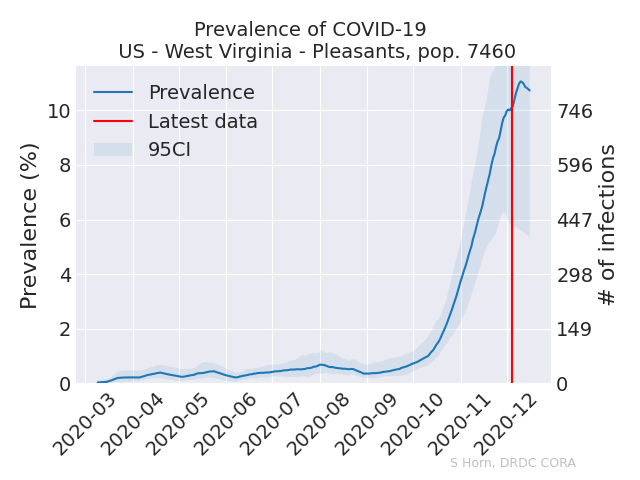 Prevalence of COVID-19
US - West Virginia - Pleasants, pop. 7460
Prevalence
Latest data
95CI
Prevalence (%)
10
8
6
4
2
0
746
596
447
298
149
0
# of infections
2020-03
2020-04
2020-05
2020-06
2020-07
2020-08
2020-09
2020-10
2020-11
2020-12
S Horn, DRDC CORA